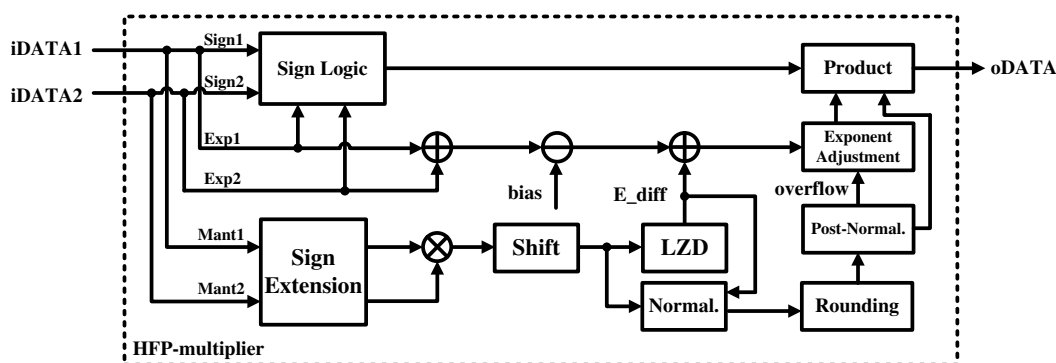 iDATA1
iDATA2
Sign1
Sign2
Sign Logic
Product
oDATA
Exp1
Exp2
bias
E_diff
Exponent
Adjustment
overflow
Mant1
Mant2
Sign
Extension
Shift
LZD
Normal.
Post-Normal.
Rounding
HFP-multiplier